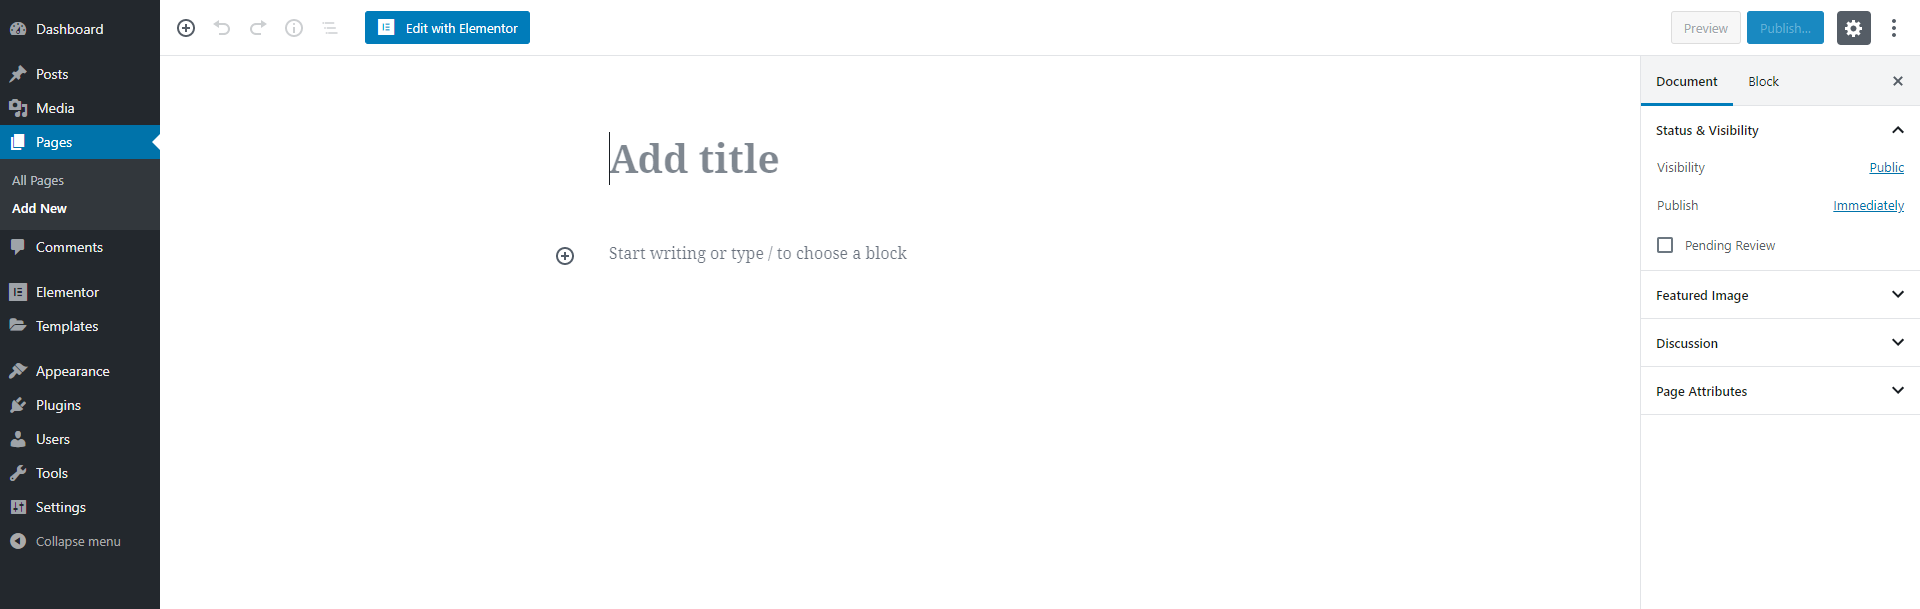 Dashboard
Posts
Media
Pages
All Pages
Add New
Comments
Elementor
Templates
Appearance
Plugins
Users
Tools
Settings
Collapse menu
Edit with Elementor
Preview
Publish...
Add title
Start writing or type / to choose a block
Document Block
Status & Visibility
Visibility Public
Publish Immediately
Pending Review
Featured Image
Discussion
Page Attributes